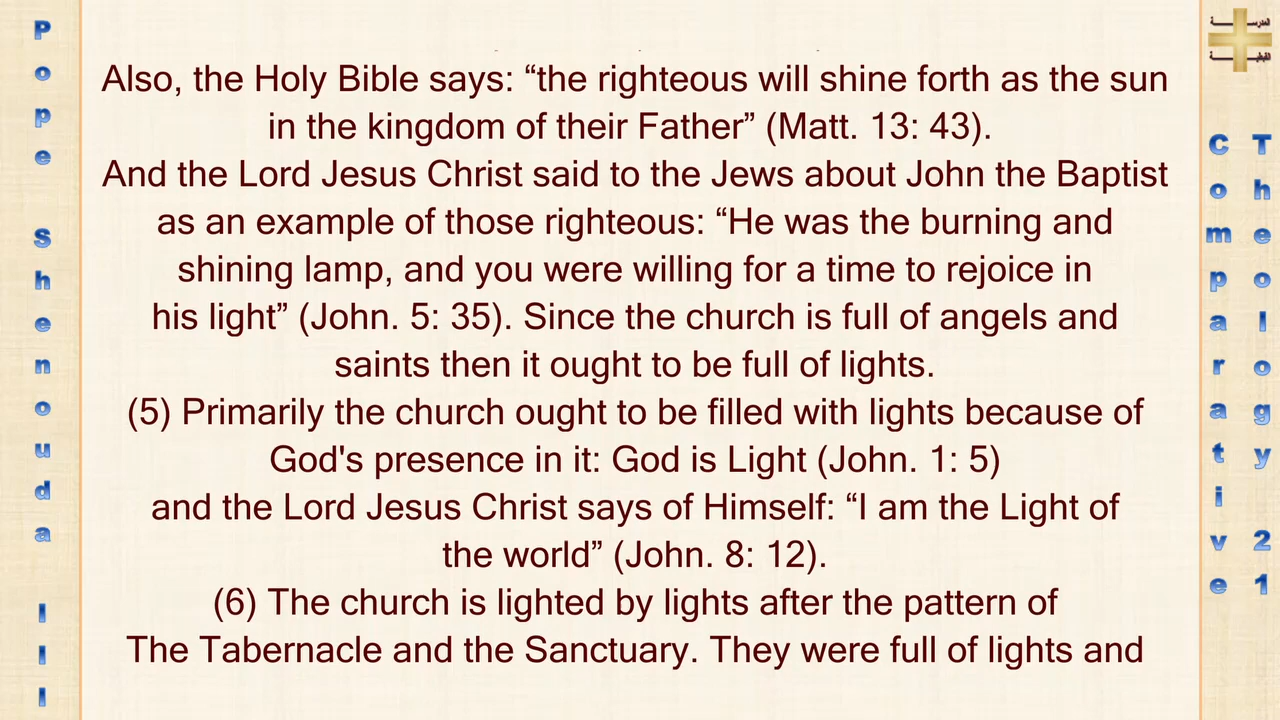 Pope Shenouda III
Also, the Holy Bible says: “the righteous will shine forth as the sun
in the kingdom of their Father” (Matt. 13: 43).
And the Lord Jesus Christ said to the Jews about John the Baptist
as an example of those righteous: “He was the burning and
shining lamp, and you were willing for a time to rejoice in
his light” (John. 5: 35). Since the church is full of angels and
saints then it ought to be full of lights.
(5) Primarily the church ought to be filled with lights because of
God's presence in it: God is Light (John. 1: 5)
and the Lord Jesus Christ says of Himself: “I am the Light of
the world” (John. 8: 12).
(6) The church is lighted by lights after the pattern of
The Tabernacle and the Sanctuary. They were full of lights and
Comparative
Theology 21